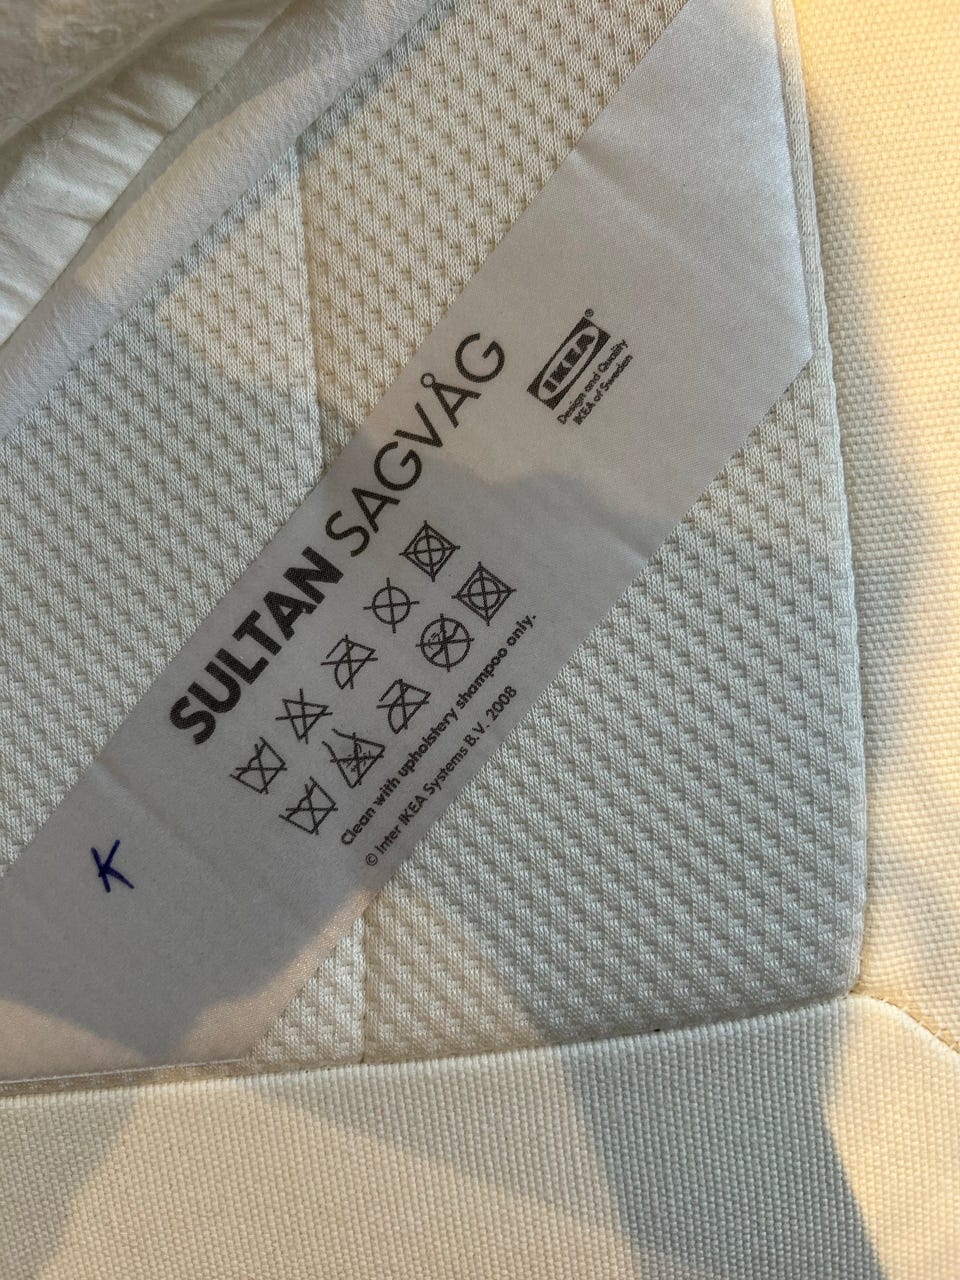 SULTAN SAGVÅG
IKEA®
Design and Quality
IKEA of Sweden
Clean with upholstery shampoo only.
© Inter IKEA Systems B.V. 2008
K